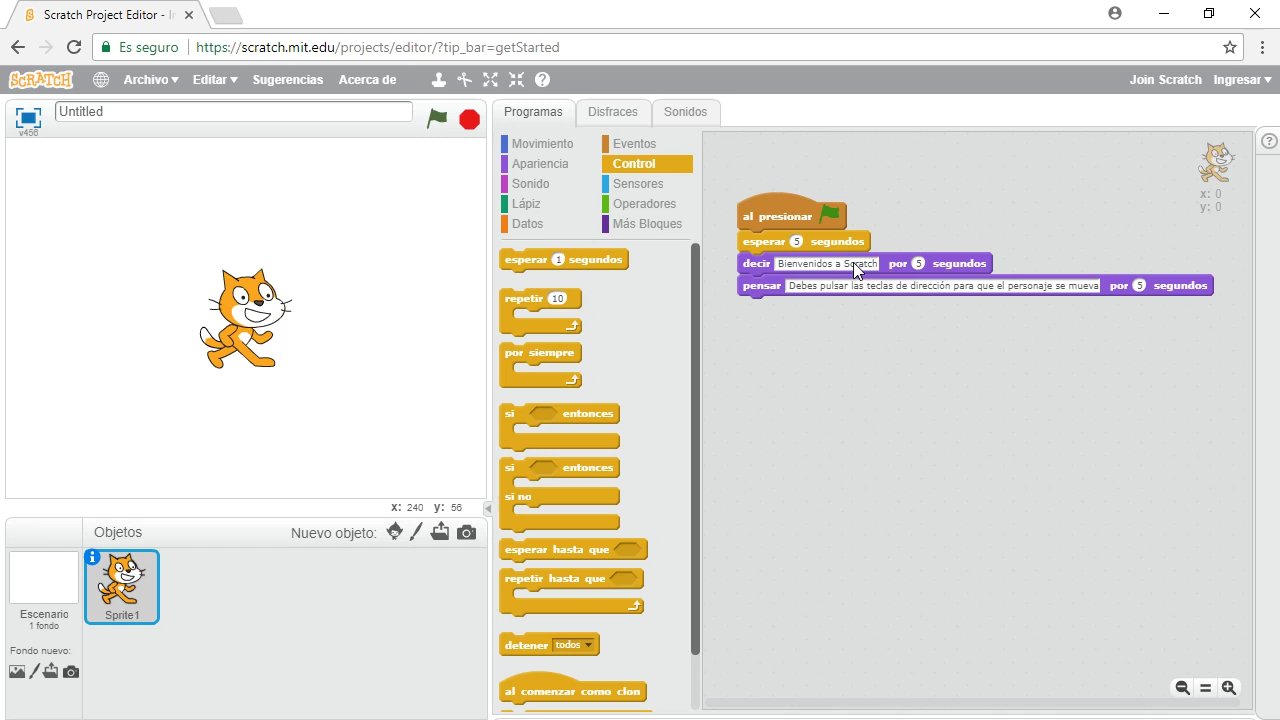 Scratch Project Editor - I
Es seguro
https://scratch.mit.edu/projects/editor/?tip_bar=getStarted
SCRATCH
Archivo Editar Sugerencias Acerca de
Join Scratch Ingresar
v456
Untitled
Programas Disfraces Sonidos
Movimiento Eventos
Apariencia Control
Sonido Sensores
Lápiz Operadores
Datos Más Bloques
esperar 1 segundos
repetir 10
por siempre
si entonces
si entonces
si no
esperar hasta que
repetir hasta que
detener todos
al comenzar como clon
al presionar
esperar 5 segundos
decir Bienvenidos a Scratch por 5 segundos
pensar Debes pulsar las teclas de dirección para que el personaje se mueva por 5 segundos
x: 0
y: 0
x: 240 y: 56
Objetos
Nuevo objeto:
Escenario
1 fondo
Fondo nuevo:
Sprite1